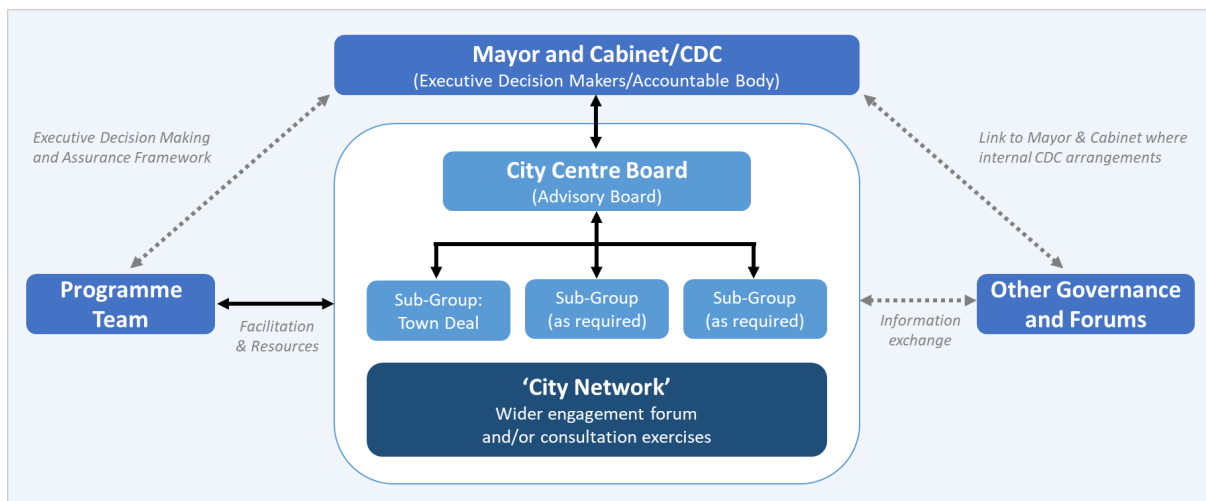 Mayor and Cabinet/CDC
(Executive Decision Makers/Accountable Body)
Executive Decision Making
and Assurance Framework
Link to Mayor & Cabinet where
internal CDC arrangements
City Centre Board
(Advisory Board)
Programme
Team
Facilitation
& Resources
Sub-Group:
Town Deal
Sub-Group
(as required)
Sub-Group
(as required)
Other Governance
and Forums
Information
exchange
‘City Network’
Wider engagement forum
and/or consultation exercises